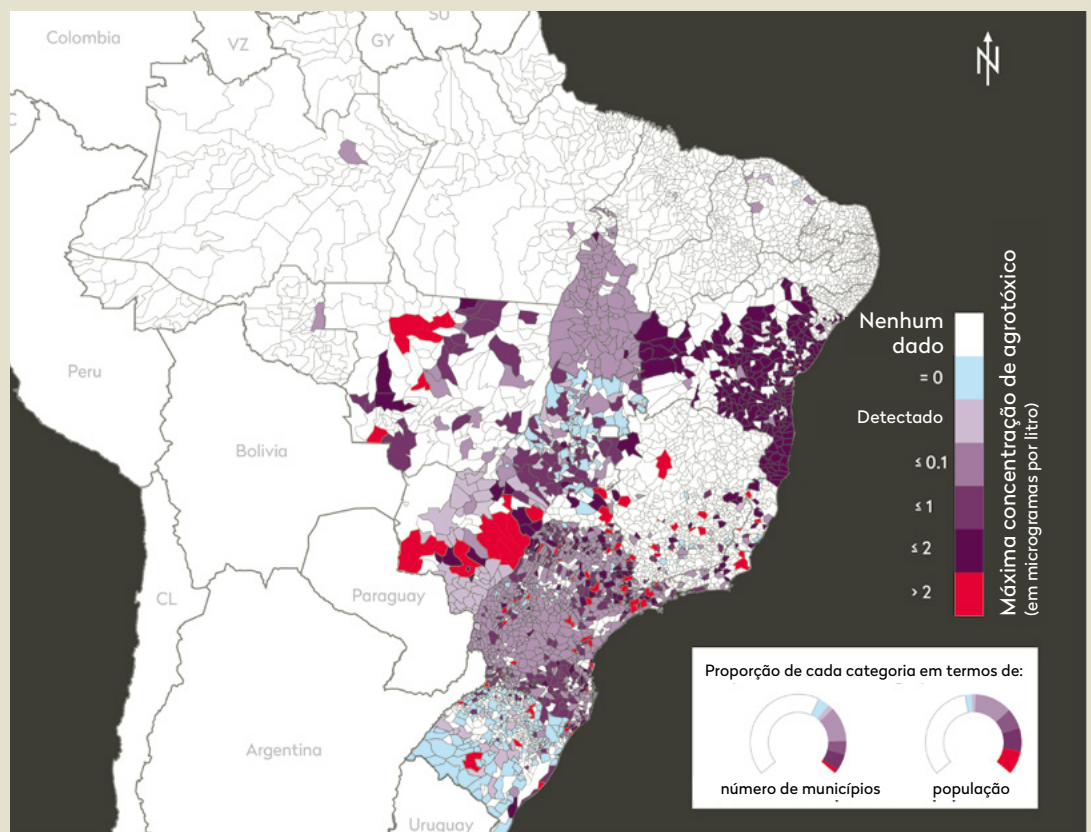 Colombia
VZ
GY
SU
N
C
Peru
Bolivia
Paraguay
CL
Argentina
Uruguay
Nenhum
dado
= 0
Detectado
≤ 0.1
≤ 1
≤ 2
> 2
Máxima concentração de agrotóxico
(em microgramas por litro)
Proporção de cada categoria em termos de:
número de municípios
população